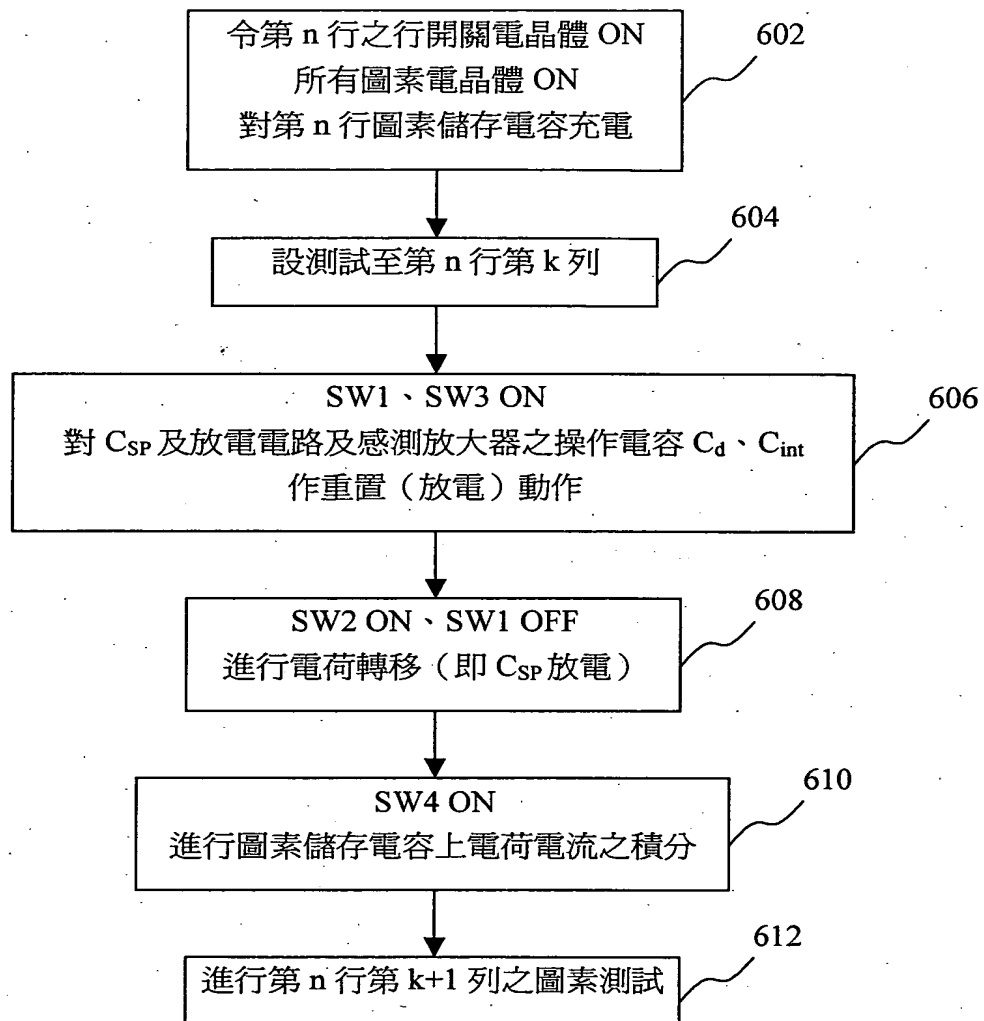 令第 n 行之行開關電晶體 ON
所有圖素電晶體 ON
對第 n 行圖素儲存電容充電
602
設測試至第 n 行第 k 列
604
SW1、SW3 ON
對 CSP 及放電電路及感測放大器之操作電容 Cd、Cint
作重置（放電）動作
606
SW2 ON、SW1 OFF
進行電荷轉移（即 CSP 放電）
608
SW4 ON
進行圖素儲存電容上電荷電流之積分
610
進行第 n 行第 k+1 列之圖素測試
612